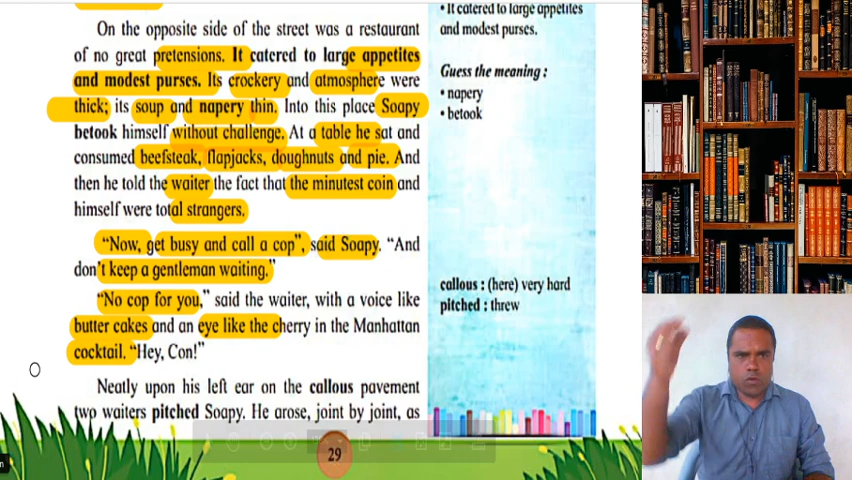 On the opposite side of the street was a restaurant
of no great pretensions. It catered to large appetites
and modest purses. Its crockery and atmosphere were
thick; its soup and napery thin. Into this place Soapy
betook himself without challenge. At a table he sat and
consumed beefsteak, flapjacks, doughnuts and pie. And
then he told the waiter the fact that the minutest coin and
himself were total strangers.
“Now, get busy and call a cop”, said Soapy. “And
don't keep a gentleman waiting.”
“No cop for you,” said the waiter, with a voice like
butter cakes and an eye like the cherry in the Manhattan
cocktail. “Hey, Con!”
Neatly upon his left ear on the callous pavement
two waiters pitched Soapy. He arose, joint by joint, as
• It catered to large appetites
and modest purses.
Guess the meaning :
• napery
• betook
callous : (here) very hard
pitched : threw
29